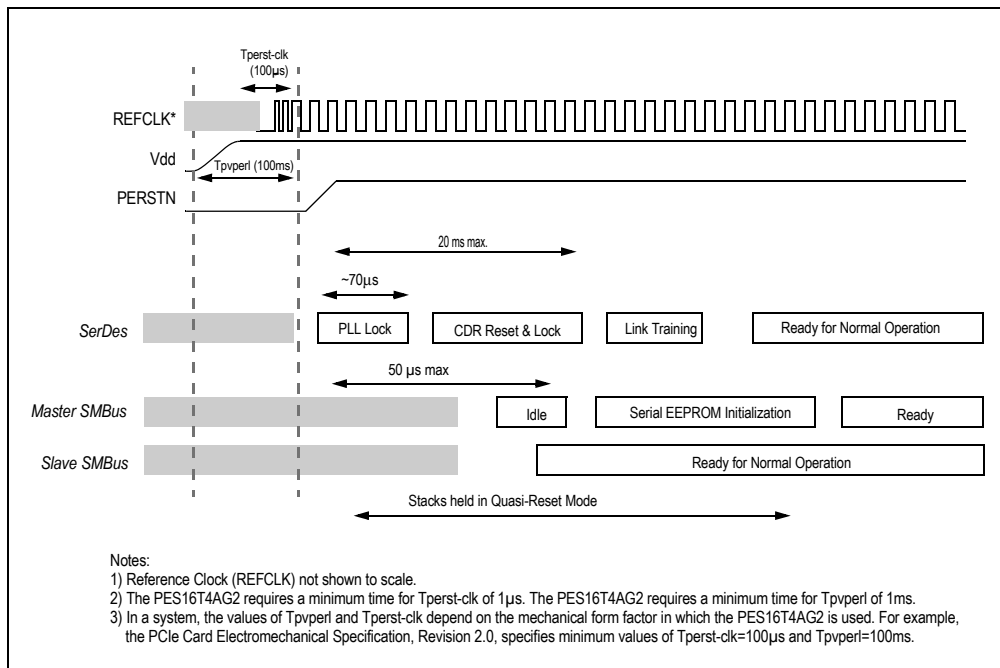 Tperst-clk
(100µs)
REFCLK*
Vdd
Tpvperl (100ms)
PERSTN
20 ms max.
~70µs
SerDes
PLL Lock
CDR Reset & Lock
Link Training
Ready for Normal Operation
50 µs max
Master SMBus
Idle
Serial EEPROM Initialization
Ready
Slave SMBus
Ready for Normal Operation
Stacks held in Quasi-Reset Mode
Notes:
1) Reference Clock (REFCLK) not shown to scale.
2) The PES16T4AG2 requires a minimum time for Tperst-clk of 1µs. The PES16T4AG2 requires a minimum time for Tpvperl of 1ms.
3) In a system, the values of Tpvperl and Tperst-clk depend on the mechanical form factor in which the PES16T4AG2 is used. For example,
the PCIe Card Electromechanical Specification, Revision 2.0, specifies minimum values of Tperst-clk=100µs and Tpvperl=100ms.